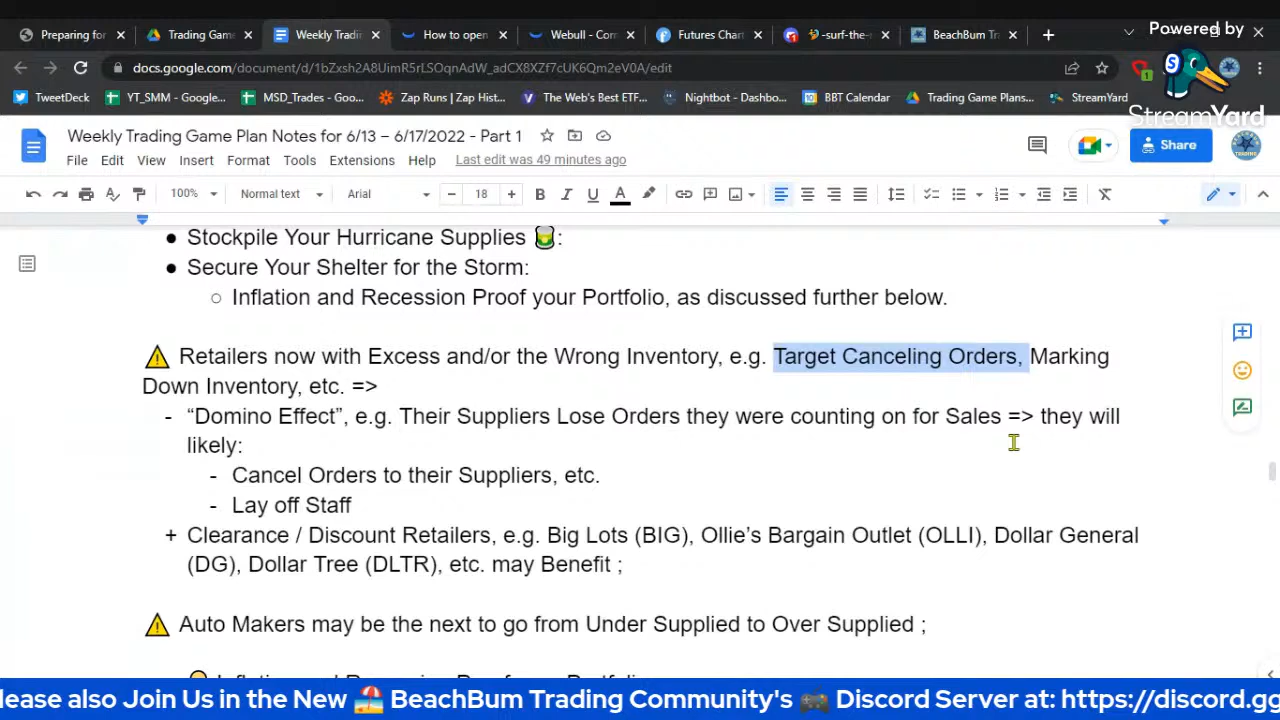 Powered by
StreamYard
Preparing for
Trading Gam
Weekly Tradin
How to open
Webull - Com
Futures Chart
-surf-the-s
BeachBum Tr
docs.google.com/document/d/1bZxsh2A8UimR5rLSOqnAdW_adCX8XZf7cUK6Qm2eV0A/edit
TweetDeck
YT_SMM - Google...
MSD_Trades - Goo...
Zap Runs | Zap Hist...
The Web's Best ETF...
Nightbot - Dashbo...
BBT Calendar
Trading Game Plans...
StreamYard
Weekly Trading Game Plan Notes for 6/13 – 6/17/2022 - Part 1
File Edit View Insert Format Tools Extensions Help Last edit was 49 minutes ago
Share
100% Normal text Arial 18
● Stockpile Your Hurricane Supplies :
● Secure Your Shelter for the Storm:
○ Inflation and Recession Proof your Portfolio, as discussed further below.
⚠ Retailers now with Excess and/or the Wrong Inventory, e.g. Target Canceling Orders, Marking
Down Inventory, etc. =>
- “Domino Effect”, e.g. Their Suppliers Lose Orders they were counting on for Sales => they will
likely:
- Cancel Orders to their Suppliers, etc.
- Lay off Staff
+ Clearance / Discount Retailers, e.g. Big Lots (BIG), Ollie’s Bargain Outlet (OLLI), Dollar General
(DG), Dollar Tree (DLTR), etc. may Benefit ;
⚠ Auto Makers may be the next to go from Under Supplied to Over Supplied ;
lease also Join Us in the New 🏖 BeachBum Trading Community's 🎮 Discord Server at: https://discord.gg